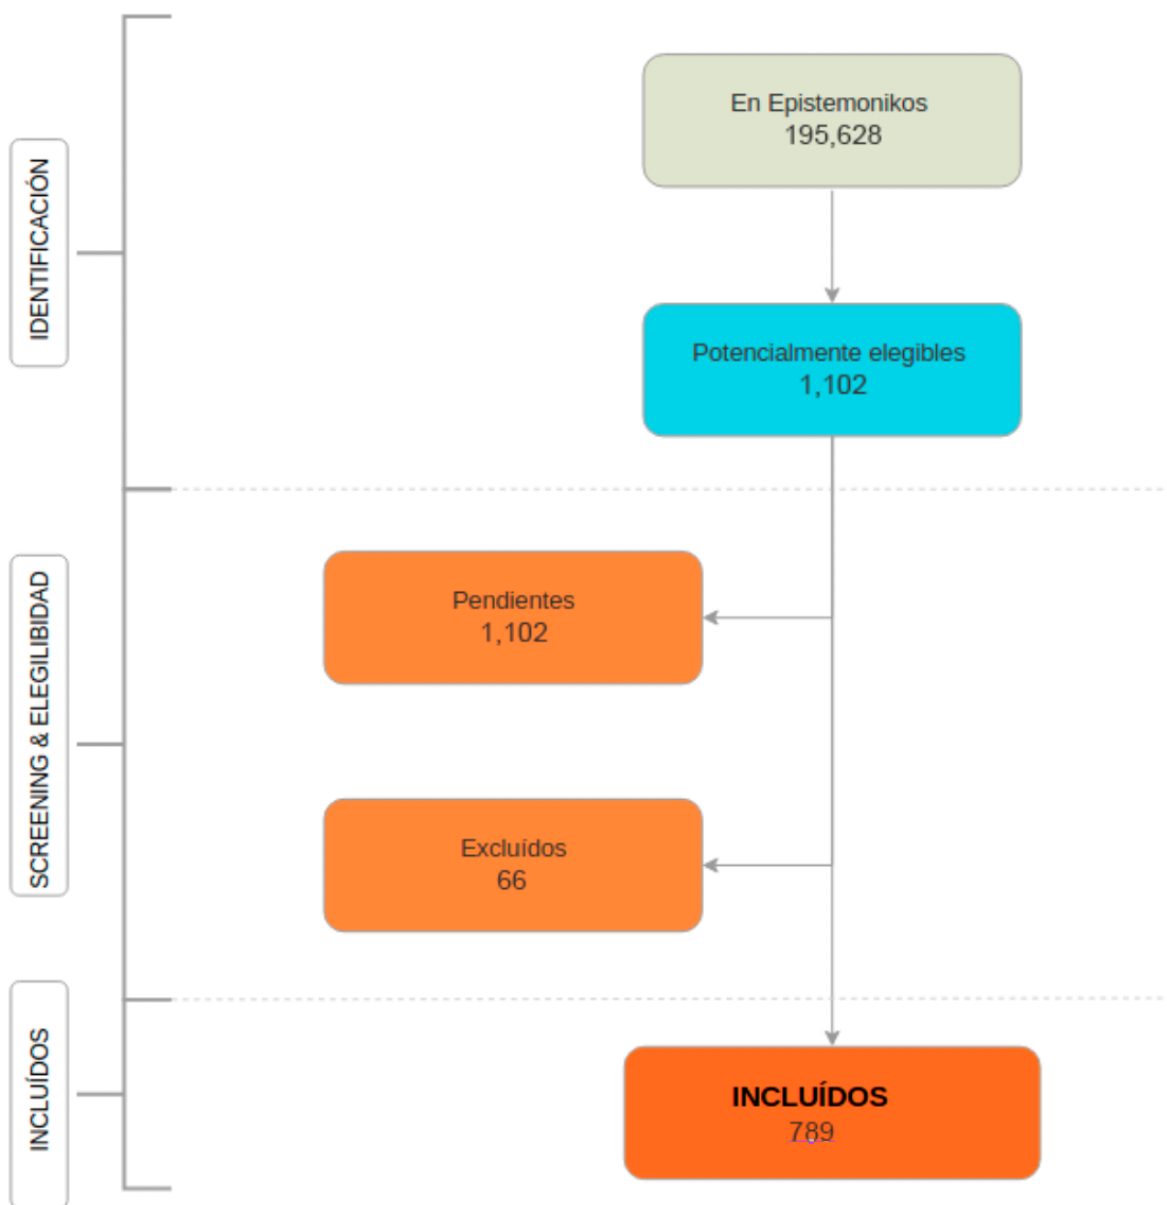 IDENTIFICACIÓN
En Epistemonikos
195,628
Potencialmente elegibles
1,102
SCREENING & ELEGILIBIDAD
Pendientes
1,102
Excluídos
66
INCLUÍDOS
INCLUÍDOS
789